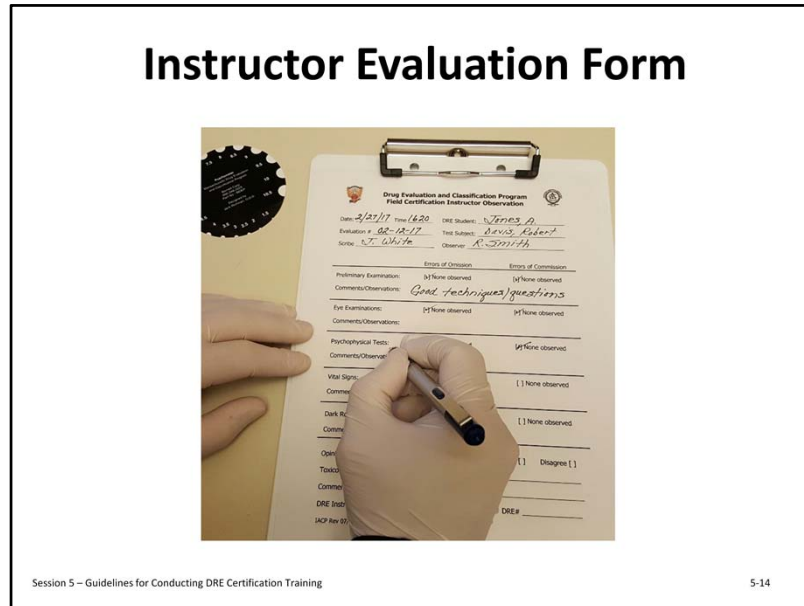 Instructor Evaluation Form
Drug Evaluation and Classification Program
Field Certification Instructor Observation
Date: 2/27/17 Time 1620 DRE Student: Jones, A.
Evaluation # 02-12-17 Test Subject: Davis, Robert
Scribe J. White Observer R. Smith
Errors of Omission Errors of Commission
Preliminary Examination: [x] None observed [x] None observed
Comments/Observations: Good techniques/questions
Eye Examinations: [x] None observed [x] None observed
Comments/Observations:
Psychophysical Tests: [x] None observed
Vital Signs: [ ] None observed
Dark [ ] None observed
[ ] Disagree [ ]
DRE DRE#
IACP Rev
Session 5 – Guidelines for Conducting DRE Certification Training 5-14